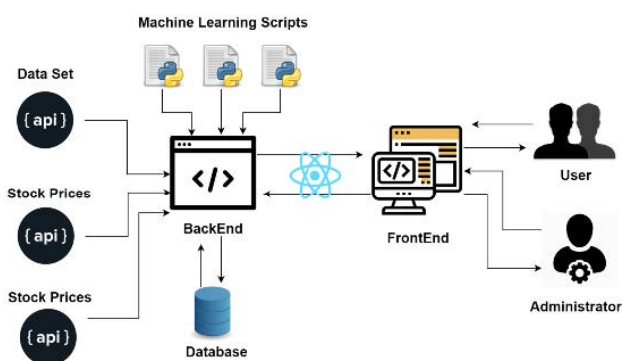 Machine Learning Scripts
Data Set
{ api }
</>
</>
User
Stock Prices
{ api }
BackEnd
FrontEnd
Stock Prices
{ api }
Administrator
Database